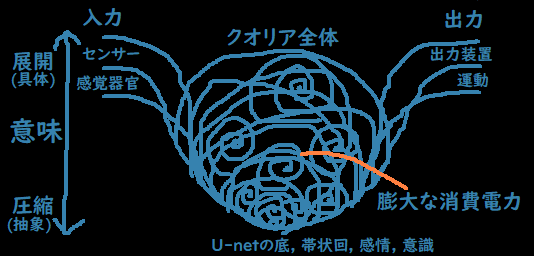 入力
出力
クオリア全体
展開
(具体)
センサー
感覚器官
出力装置
運動
意味
圧縮
(抽象)
膨大な消費電力
U-netの底, 帯状回, 感情, 意識